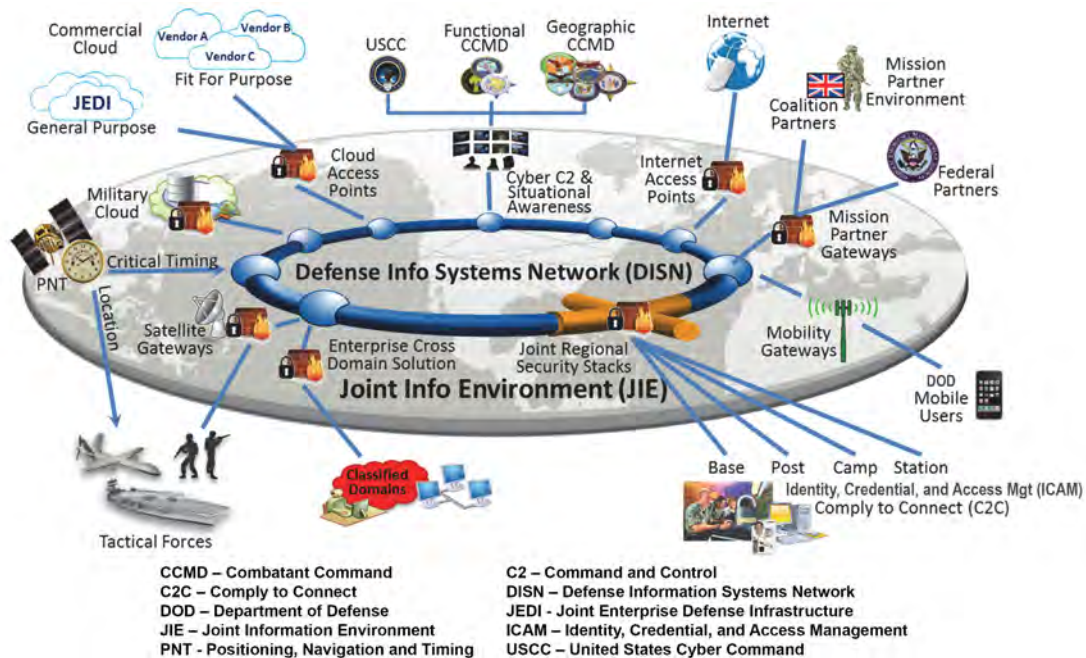 Commercial
Cloud
Vendor A
Vendor B
Vendor C
Fit For Purpose
JEDI
General Purpose
USCC
Functional
CCMD
Geographic
CCMD
Internet
Mission
Partner
Environment
Coalition
Partners
Federal
Partners
Cloud
Access
Points
Cyber C2 &
Situational
Awareness
Internet
Access
Points
Mission
Partner
Gateways
Military
Cloud
PNT
Critical Timing
Location
Defense Info Systems Network (DISN)
Satellite
Gateways
Enterprise Cross
Domain Solution
Joint Regional
Security Stacks
Mobility
Gateways
Joint Info Environment (JIE)
DOD
Mobile
Users
Classified
Domains
Tactical Forces
Base
Post
Camp
Station
Identity, Credential, and Access Mgt (ICAM)
Comply to Connect (C2C)
CCMD – Combatant Command
C2C – Comply to Connect
DOD – Department of Defense
JIE – Joint Information Environment
PNT - Positioning, Navigation and Timing
C2 – Command and Control
DISN – Defense Information Systems Network
JEDI - Joint Enterprise Defense Infrastructure
ICAM – Identity, Credential, and Access Management
USCC – United States Cyber Command